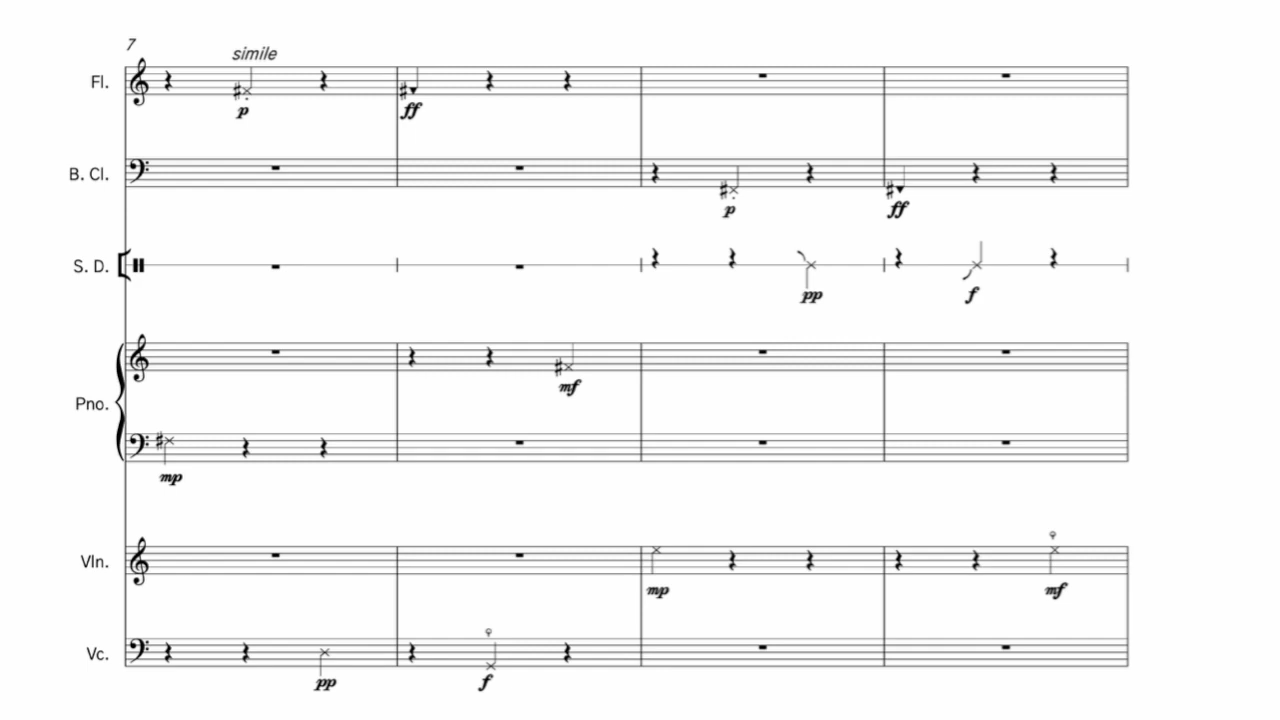 7
simile
Fl.
p ff
B. Cl.
p ff
S. D.
pp f
Pno.
mf
mp
Vln.
mp mf
Vc.
pp f